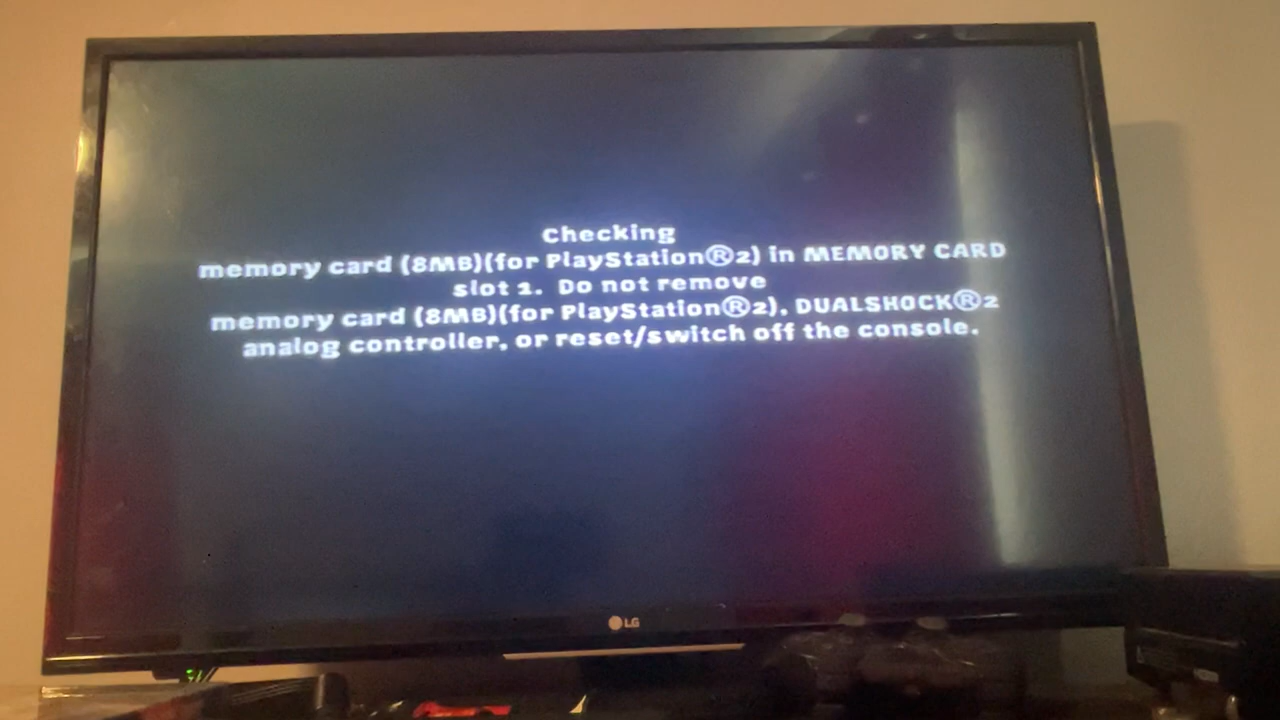 Checking
memory card (8MB)(for PlayStation®2) in MEMORY CARD
slot 1. Do not remove
memory card (8MB)(for PlayStation®2), DUALSHOCK®2
analog controller, or reset/switch off the console.
LG